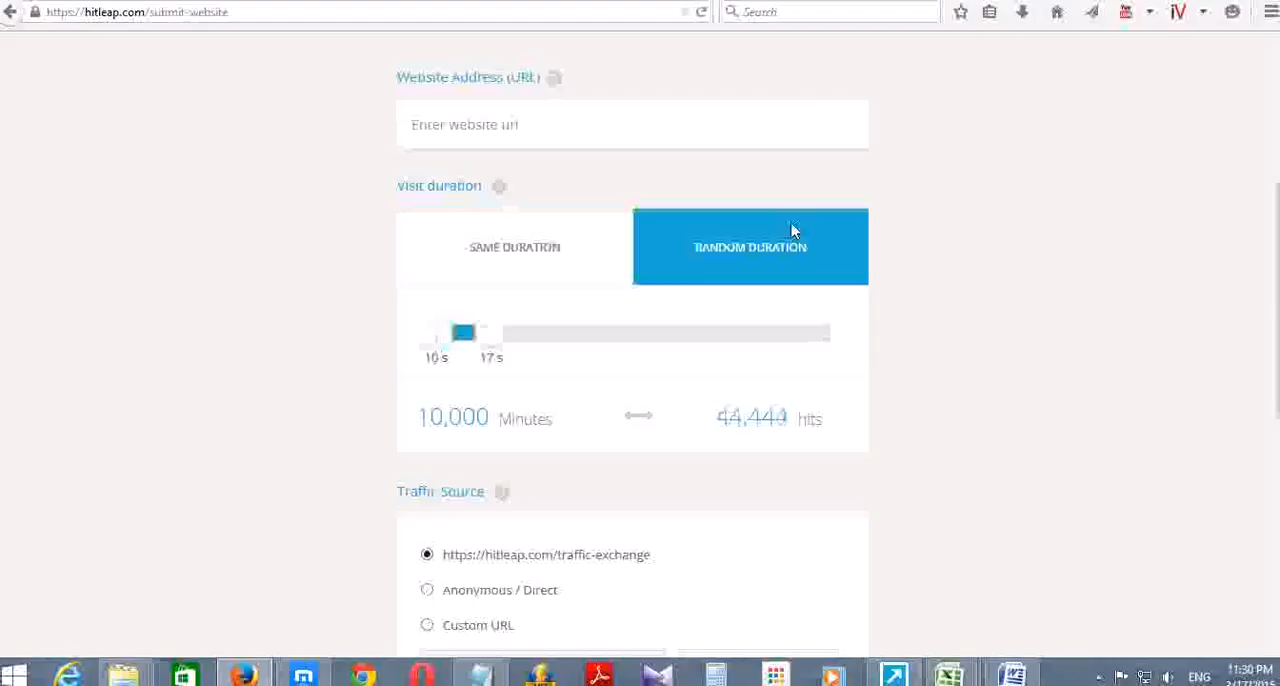 https://hitleap.com/submit-website
Search
Website Address (URL)
Enter website url
Visit duration
SAME DURATION
RANDOM DURATION
10 s 17 s
10,000 Minutes
44,444 hits
Traffic Source
https://hitleap.com/traffic-exchange
Anonymous / Direct
Custom URL
ENG
11:30 PM